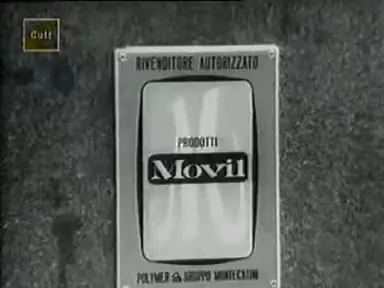 Cult
RIVENDITORE AUTORIZZATO
PRODOTTI
Movil
POLYMER GRUPPO MONTECATINI